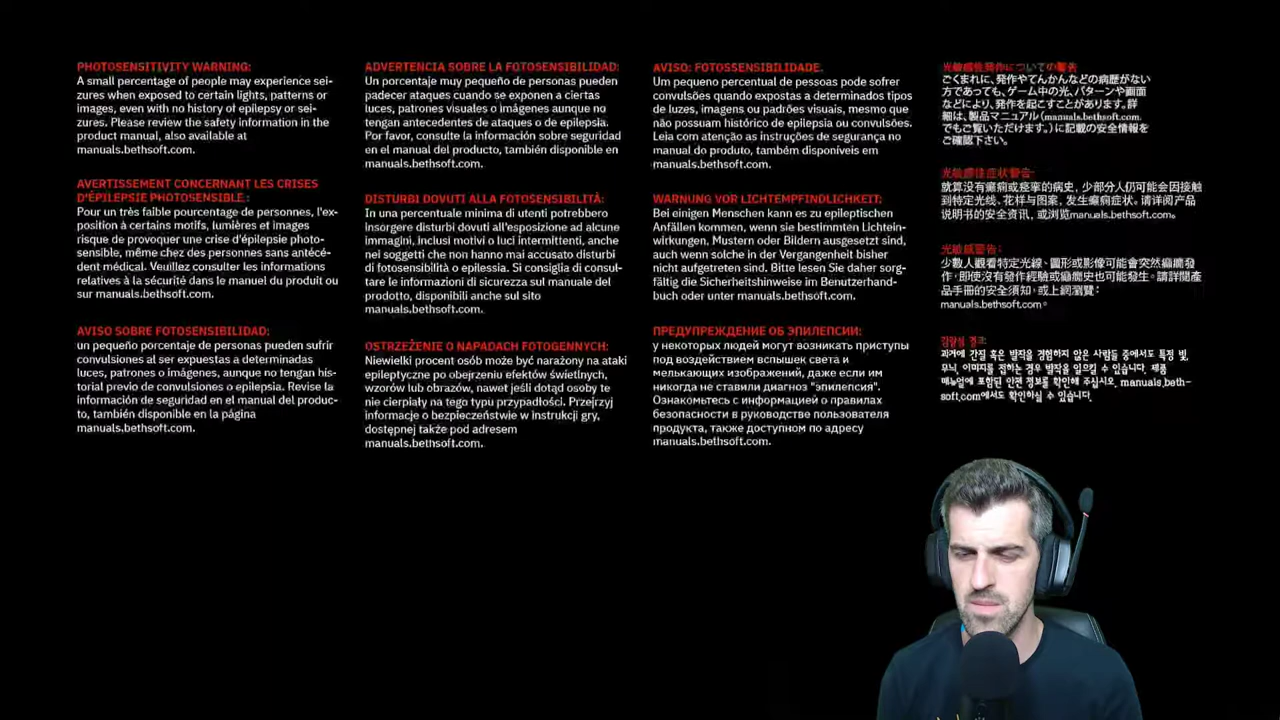 PHOTOSENSITIVITY WARNING:
A small percentage of people may experience sei-
zures when exposed to certain lights, patterns or
images, even with no history of epilepsy or sei-
zures. Please review the safety information in the
product manual, also available at
manuals.bethsoft.com.
AVERTISSEMENT CONCERNANT LES CRISES
D'ÉPILEPSIE PHOTOSENSIBLE :
Pour un très faible pourcentage de personnes, l'ex-
position à certains motifs, lumières et images
risque de provoquer une crise d'épilepsie photo-
sensible, même chez des personnes sans antécé-
dent médical. Veuillez consulter les informations
relatives à la sécurité dans le manuel du produit ou
sur manuals.bethsoft.com.
AVISO SOBRE FOTOSENSIBILIDAD:
un pequeño porcentaje de personas pueden sufrir
convulsiones al ser expuestas a determinadas
luces, patrones o imágenes, aunque no tengan his-
torial previo de convulsiones o epilepsia. Revise la
información de seguridad en el manual del produc-
to, también disponible en la página
manuals.bethsoft.com.
ADVERTENCIA SOBRE LA FOTOSENSIBILIDAD:
Un porcentaje muy pequeño de personas pueden
padecer ataques cuando se exponen a ciertas
luces, patrones visuales o imágenes aunque no
tengan antecedentes de ataques o de epilepsia.
Por favor, consulte la información sobre seguridad
en el manual del producto, también disponible en
manuals.bethsoft.com.
DISTURBI DOVUTI ALLA FOTOSENSIBILITÀ:
In una percentuale minima di utenti potrebbero
insorgere disturbi dovuti all'esposizione ad alcune
immagini, inclusi motivi o luci intermittenti, anche
nei soggetti che non hanno mai accusato disturbi
di fotosensibilità o epilessia. Si consiglia di consul-
tare le informazioni di sicurezza sul manuale del
prodotto, disponibili anche sul sito
manuals.bethsoft.com.
OSTRZEŻENIE O NAPADACH FOTOGENNYCH:
Niewielki procent osób może być narażony na ataki
epileptyczne po obejrzeniu efektów świetlnych,
wzorów lub obrazów, nawet jeśli dotąd osoby te
nie cierpiały na tego typu przypadłości. Przejrzyj
informacje o bezpieczeństwie w instrukcji gry,
dostępnej także pod adresem
manuals.bethsoft.com.
AVISO: FOTOSSENSIBILIDADE.
Um pequeno percentual de pessoas pode sofrer
convulsões quando expostas a determinados tipos
de luzes, imagens ou padrões visuais, mesmo que
não possuam histórico de epilepsia ou convulsões.
Leia com atenção as instruções de segurança no
manual do produto, também disponíveis em
manuals.bethsoft.com.
WARNUNG VOR LICHTEMPFINDLICHKEIT:
Bei einigen Menschen kann es zu epileptischen
Anfällen kommen, wenn sie bestimmten Lichtein-
wirkungen, Mustern oder Bildern ausgesetzt sind,
auch wenn solche in der Vergangenheit bisher
nicht aufgetreten sind. Bitte lesen Sie daher sorg-
fältig die Sicherheitshinweise im Benutzerhand-
buch oder unter manuals.bethsoft.com.
ПРЕДУПРЕЖДЕНИЕ ОБ ЭПИЛЕПСИИ:
у некоторых людей могут возникать приступы
под воздействием вспышек света и
мелькающих изображений, даже если им
никогда не ставили диагноз "эпилепсия".
Ознакомьтесь с информацией о правилах
безопасности в руководстве пользователя
продукта, также доступном по адресу
manuals.bethsoft.com.
光敏感性発作についての警告
ごくまれに、発作やてんかんなどの病歴がない
方であっても、ゲーム中の光、パターンや画面
などにより、発作を起こすことがあります。詳
細は、製品マニュアル(manuals.bethsoft.com.
でもご覧いただけます。)に記載の安全情報を
ご確認下さい。
光敏感性症状警告:
就算没有癫痫或痉挛的病史，少部分人仍可能会因接触
到特定光线、花样与图案，发生癫痫症状。请详阅产品
说明书的安全资讯，或浏览manuals.bethsoft.com。
光敏感警告：
少數人觀看特定光線、圖形或影像可能會突然癲癇發
作，即使沒有發作經驗或癲癇史也可能發生。請詳閱產
品手冊的安全須知，或上網瀏覽：
manuals.bethsoft.com。
김광성 경고:
과거에 간질 혹은 발작을 경험하지 않은 사람들 중에서도 특정 빛,
무늬, 이미지를 접하는 경우 발작을 일으킬 수 있습니다. 제품
매뉴얼에 포함된 안전 정보를 확인해 주십시오. manuals.beth-
soft.com에서도 확인하실 수 있습니다.